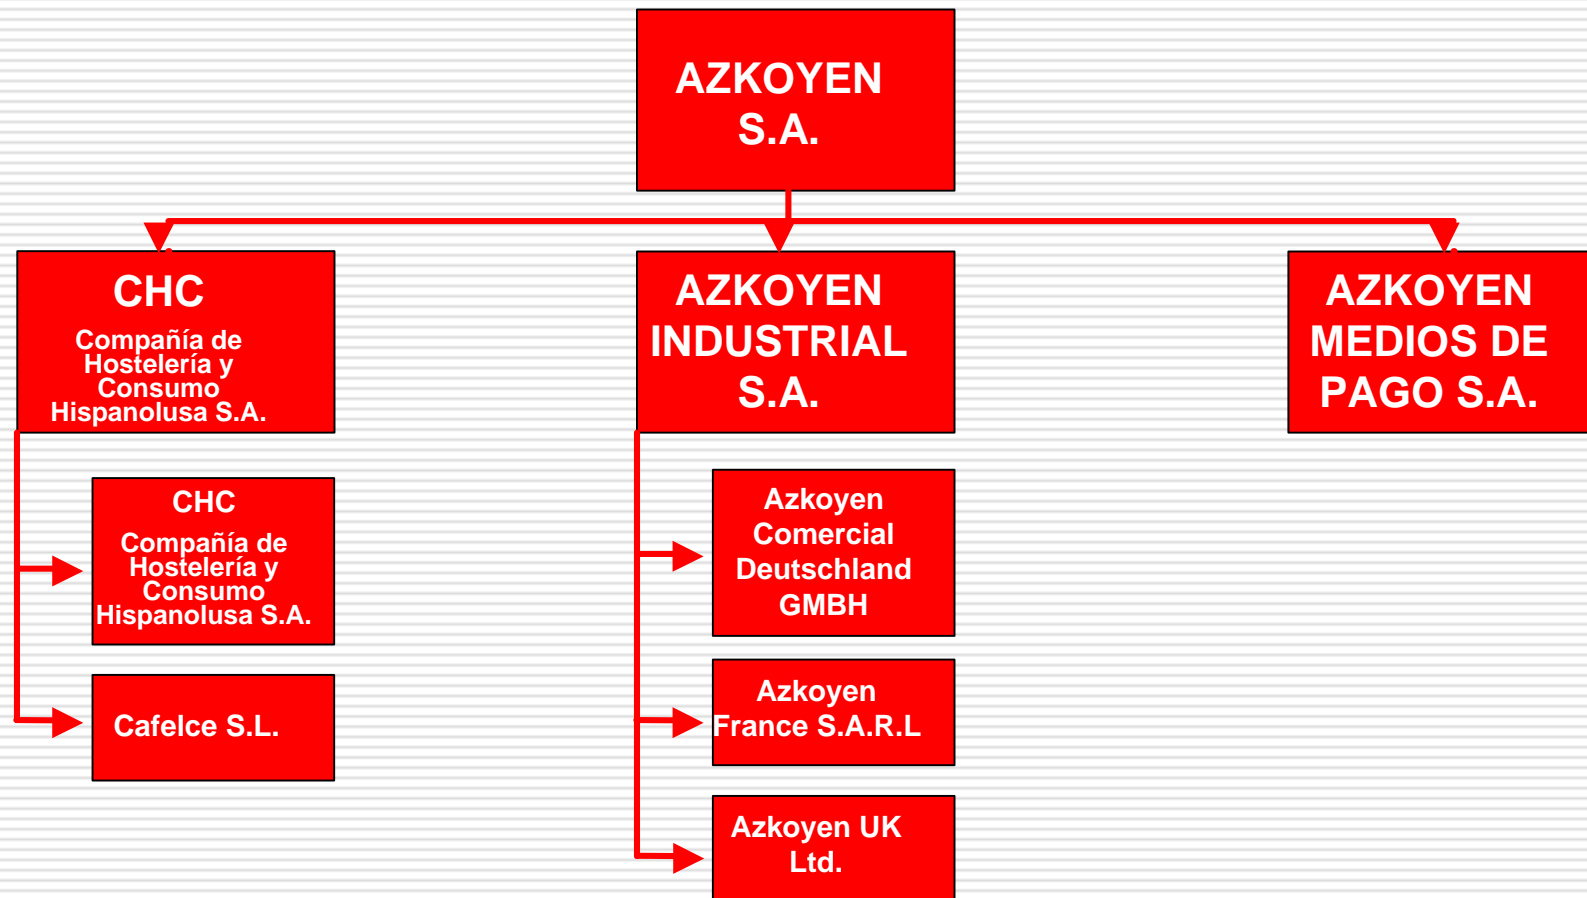 AZKOYEN
S.A.
CHC
Compañía de
Hostelería y
Consumo
Hispanolusa S.A.
AZKOYEN
INDUSTRIAL
S.A.
AZKOYEN
MEDIOS DE
PAGO S.A.
CHC
Compañía de
Hostelería y
Consumo
Hispanolusa S.A.
Cafelce S.L.
Azkoyen
Comercial
Deutschland
GMBH
Azkoyen
France S.A.R.L
Azkoyen UK
Ltd.